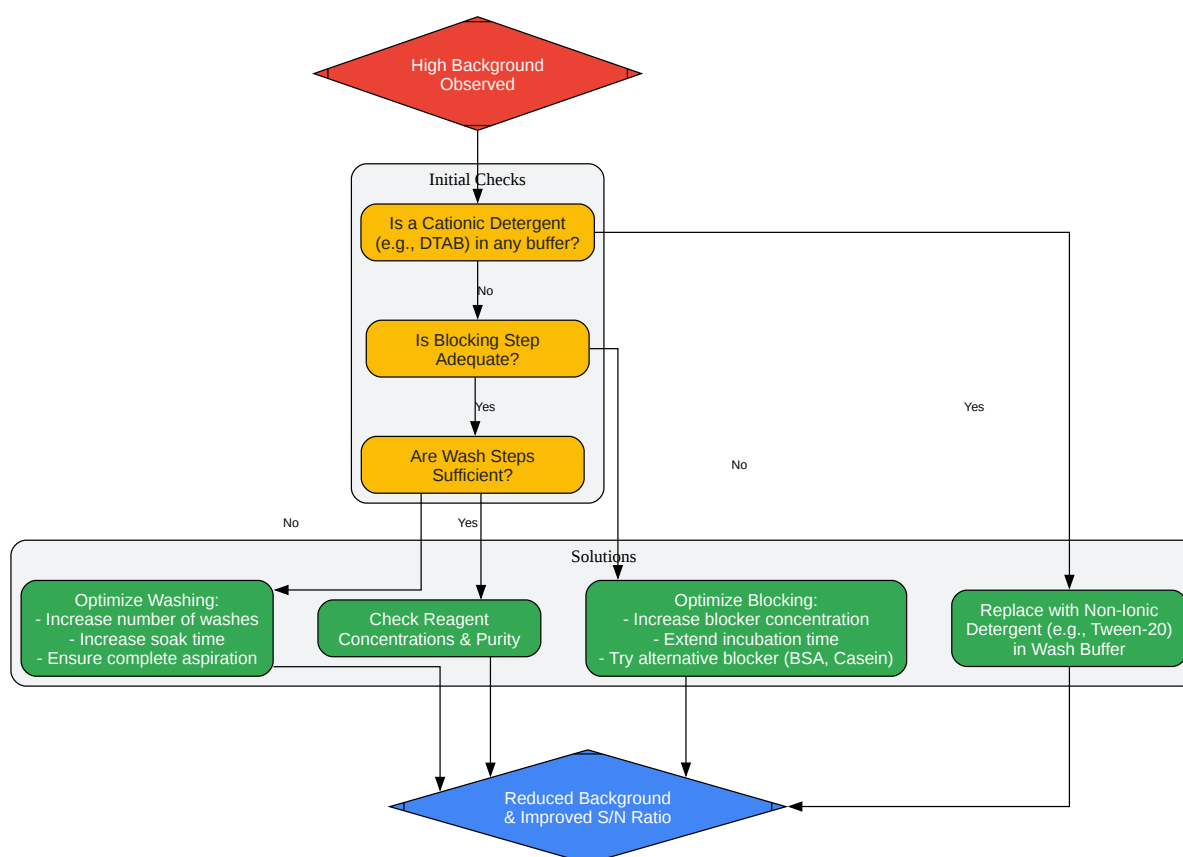 High Background
Observed
Initial Checks
Is a Cationic Detergent
(e.g., DTAB) in any buffer?
No
Is Blocking Step
Adequate?
Yes
Yes
Are Wash Steps
Sufficient?
No
No
Yes
Solutions
Optimize Washing:
- Increase number of washes
- Increase soak time
- Ensure complete aspiration
Check Reagent
Concentrations & Purity
Optimize Blocking:
- Increase blocker concentration
- Extend incubation time
- Try alternative blocker (BSA, Casein)
Replace with Non-Ionic
Detergent (e.g., Tween-20)
in Wash Buffer
Reduced Background
& Improved S/N Ratio